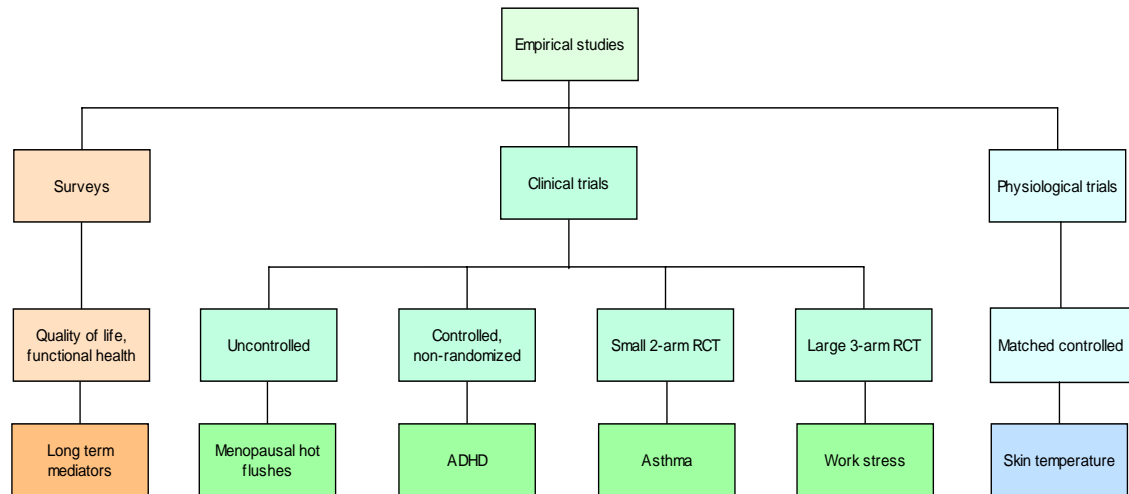 Empirical studies
Surveys
Clinical trials
Physiological trials
Quality of life,
functional health
Uncontrolled
Controlled,
non-randomized
Small 2-arm RCT
Large 3-arm RCT
Matched controlled
Long term
mediators
Menopausal hot
flushes
ADHD
Asthma
Work stress
Skin temperature